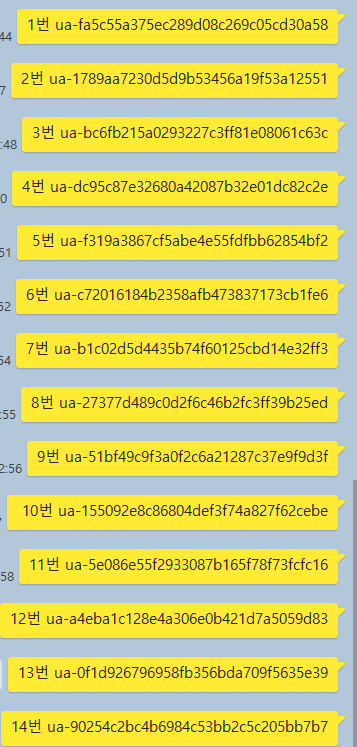 44
1번 ua-fa5c55a375ec289d08c269c05cd30a58
7
2번 ua-1789aa7230d5d9b53456a19f53a12551
:48
3번 ua-bc6fb215a0293227c3ff81e08061c63c
0
4번 ua-dc95c87e32680a42087b32e01dc82c2e
51
5번 ua-f319a3867cf5abe4e55fdfbb62854bf2
52
6번 ua-c72016184b2358afb473837173cb1fe6
54
7번 ua-b1c02d5d4435b74f60125cbd14e32ff3
:55
8번 ua-27377d489c0d2f6c46b2fc3ff39b25ed
2:56
9번 ua-51bf49c9f3a0f2c6a21287c37e9f9d3f
10번 ua-155092e8c86804def3f74a827f62cebe
58
11번 ua-5e086e55f2933087b165f78f73fcfc16
12번 ua-a4eba1c128e4a306e0b421d7a5059d83
13번 ua-0f1d926796958fb356bda709f5635e39
14번 ua-90254c2bc4b6984c53bb2c5c205bb7b7